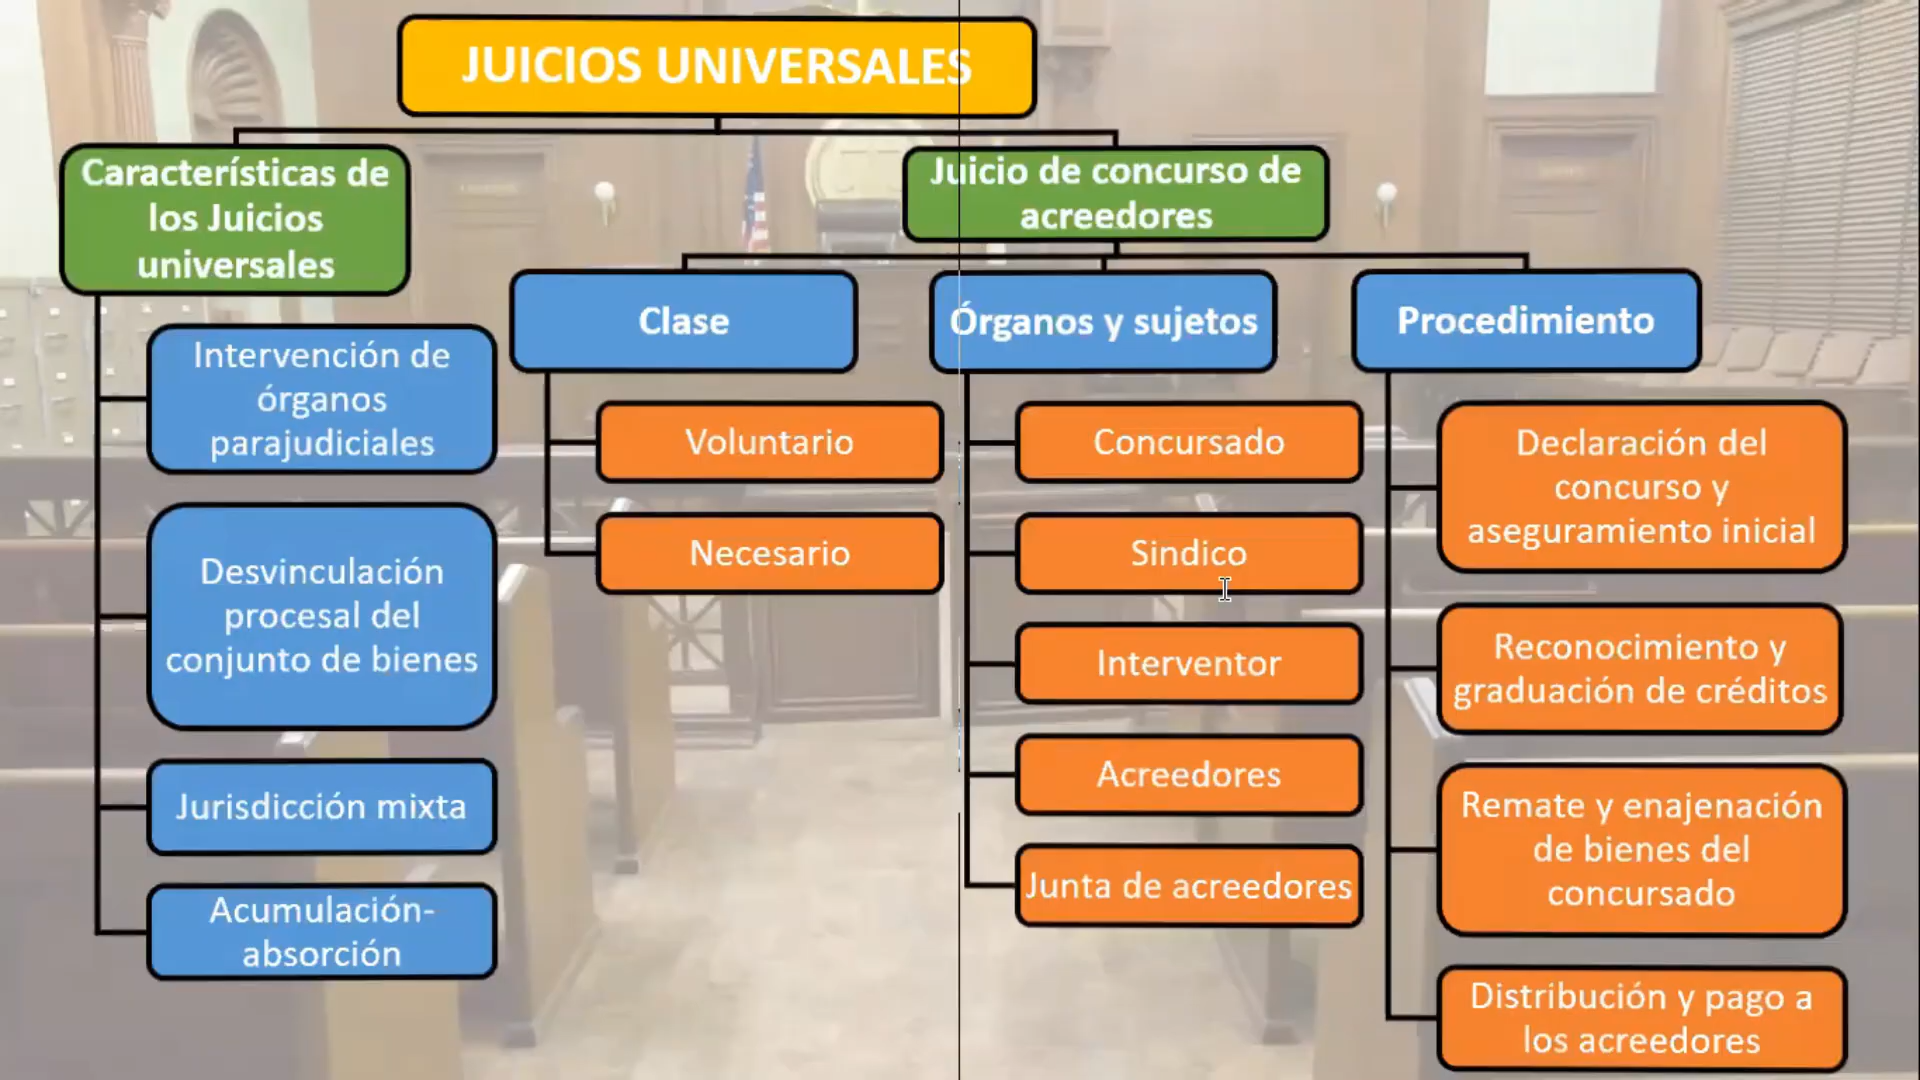 JUICIOS UNIVERSALES
Características de
los Juicios
universales
Intervención de
órganos
parajudiciales
Desvinculación
procesal del
conjunto de bienes
Jurisdicción mixta
Acumulación-
absorción
Juicio de concurso de
acreedores
Clase
Voluntario
Necesario
Órganos y sujetos
Concursado
Sindico
Interventor
Acreedores
Junta de acreedores
Procedimiento
Declaración del
concurso y
aseguramiento inicial
Reconocimiento y
graduación de créditos
Remate y enajenación
de bienes del
concursado
Distribución y pago a
los acreedores